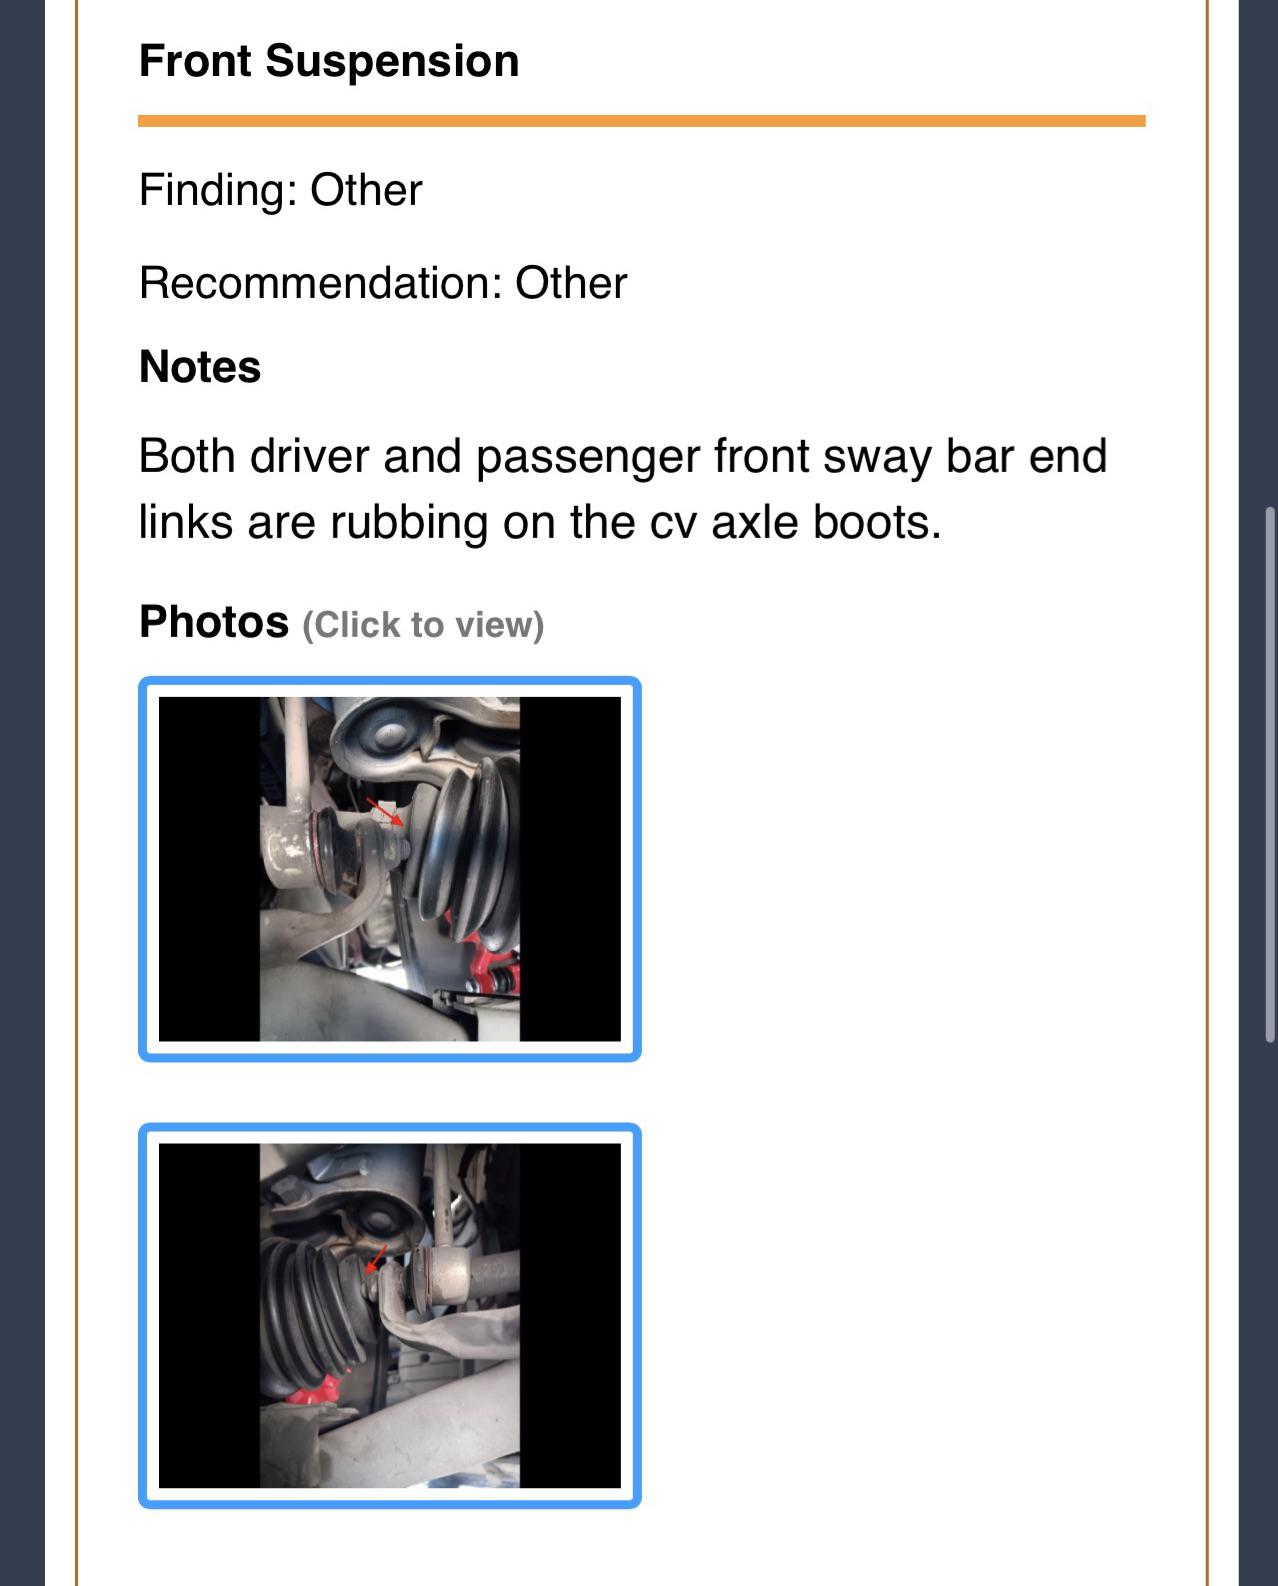 Front Suspension
Finding: Other
Recommendation: Other
Notes
Both driver and passenger front sway bar end
links are rubbing on the cv axle boots.
Photos (Click to view)